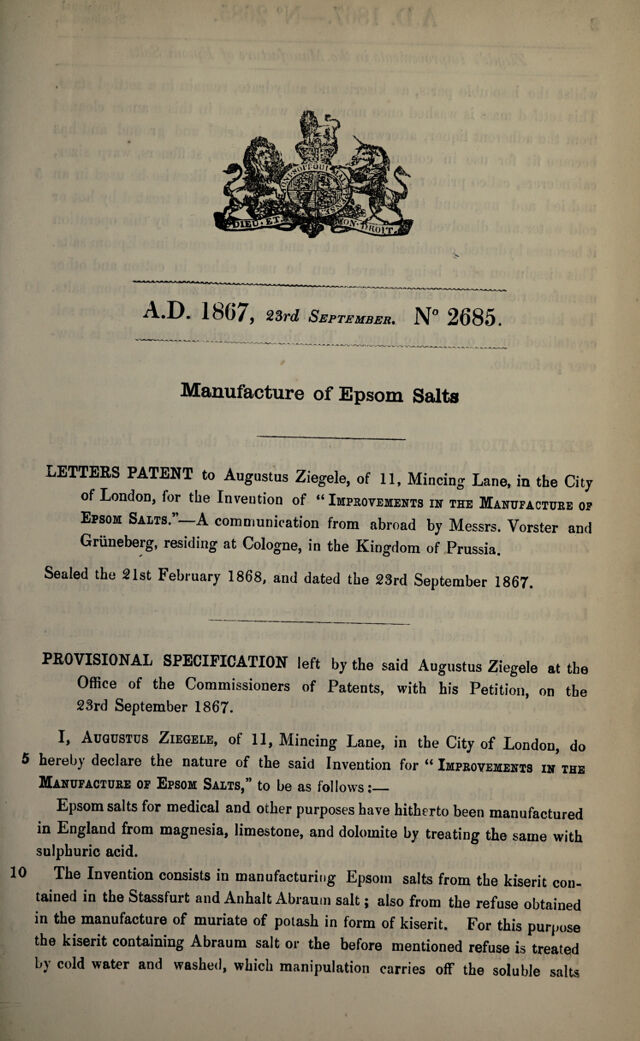 DIEU·ET MON·DROIT.
A.D. 1867, 23rd SEPTEMBER. Nº 2685.
Manufacture of Epsom Salts
LETTERS PATENT to Augustus Ziegele, of 11, Mincing Lane, in the City
of London, for the Invention of “IMPROVEMENTS IN THE MANUFACTURE OF
EPSOM SALTS.”—A communication from abroad by Messrs. Vorster and
Grüneberg, residing at Cologne, in the Kingdom of Prussia.
Sealed the 21st February 1868, and dated the 23rd September 1867.
PROVISIONAL SPECIFICATION left by the said Augustus Ziegele at the
Office of the Commissioners of Patents, with his Petition, on the
23rd September 1867.
I, AUGUSTUS ZIEGELE, of 11, Mincing Lane, in the City of London, do
5 hereby declare the nature of the said Invention for “IMPROVEMENTS IN THE
MANUFACTURE OF EPSOM SALTS,” to be as follows:—
Epsom salts for medical and other purposes have hitherto been manufactured
in England from magnesia, limestone, and dolomite by treating the same with
sulphuric acid.
10 The Invention consists in manufacturing Epsom salts from the kiserit con-
tained in the Stassfurt and Anhalt Abraum salt; also from the refuse obtained
in the manufacture of muriate of potash in form of kiserit. For this purpose
the kiserit containing Abraum salt or the before mentioned refuse is treated
by cold water and washed, which manipulation carries off the soluble salts